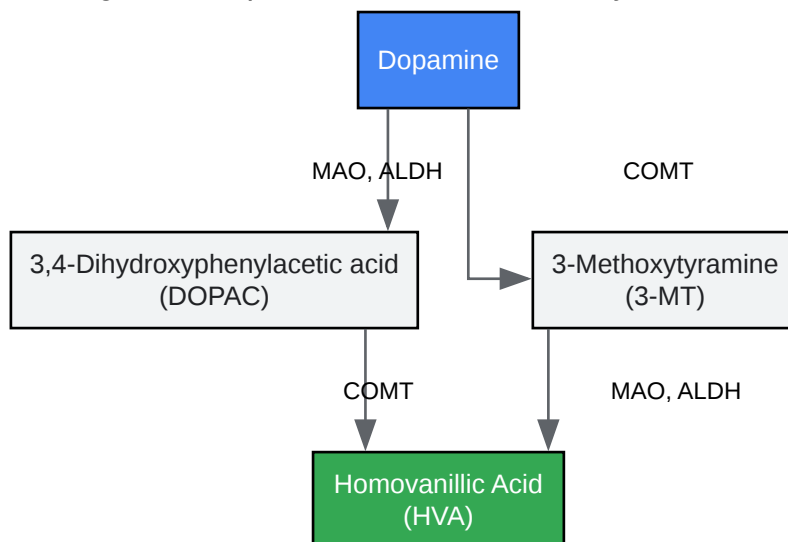 Dopamine
MAO, ALDH
COMT
3,4-Dihydroxyphenylacetic acid
(DOPAC)
3-Methoxytyramine
(3-MT)
COMT
MAO, ALDH
Homovanillic Acid
(HVA)